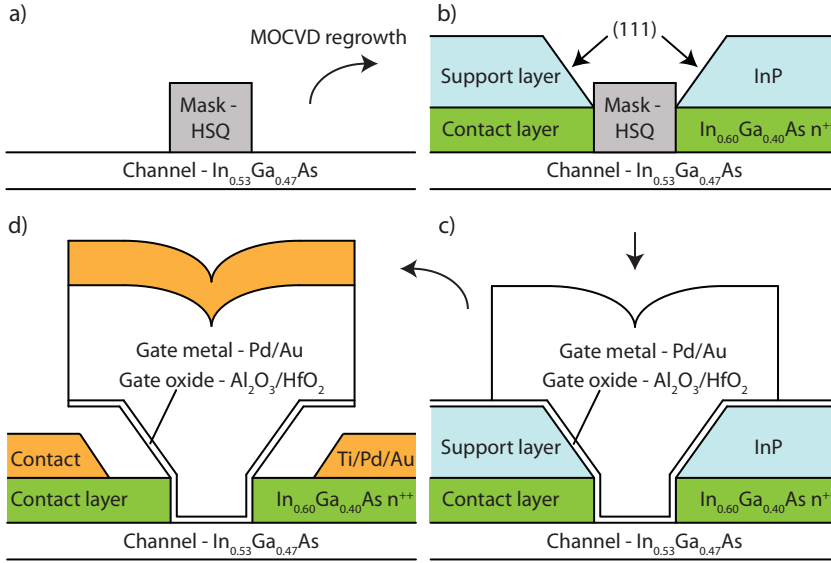 a)
MOCVD regrowth
Mask -
HSQ
Channel - In0.53Ga0.47As
b)
(111)
Support layer
InP
Mask -
HSQ
Contact layer
In0.60Ga0.40As n++
Channel - In0.53Ga0.47As
d)
Gate metal - Pd/Au
Gate oxide - Al2O3/HfO2
Contact
Ti/Pd/Au
Contact layer
In0.60Ga0.40As n++
Channel - In0.53Ga0.47As
c)
Gate metal - Pd/Au
Gate oxide - Al2O3/HfO2
Support layer
InP
Contact layer
In0.60Ga0.40As n++
Channel - In0.53Ga0.47As